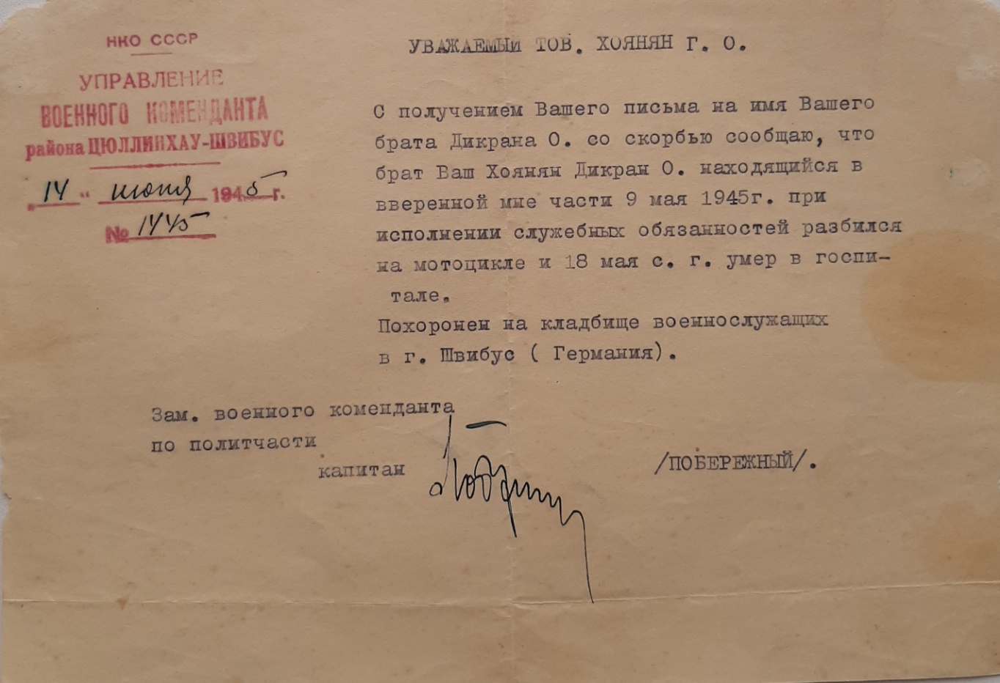 НКО СССР
УПРАВЛЕНИЕ
ВОЕННОГО КОМЕНДАНТА
района ЦЮЛЛИХАУ-ШВИБУС
„14“ июня 1945 г.
№ 1445
УВАЖАЕМЫЙ ТОВ. ХОЯНЯН Г. О.
С получением Вашего письма на имя Вашего
брата Дикрана О. со скорбью сообщаю, что
брат Ваш Хоянян Дикран О. находящийся в
вверенной мне части 9 мая 1945г. при
исполнении служебных обязанностей разбился
на мотоцикле и 18 мая с. г. умер в госпи-
тале.
Похоронен на кладбище военнослужащих
в г. Швибус ( Германия).
Зам. военного коменданта
по политчасти
капитан
/ПОБЕРЕЖНЫЙ/.